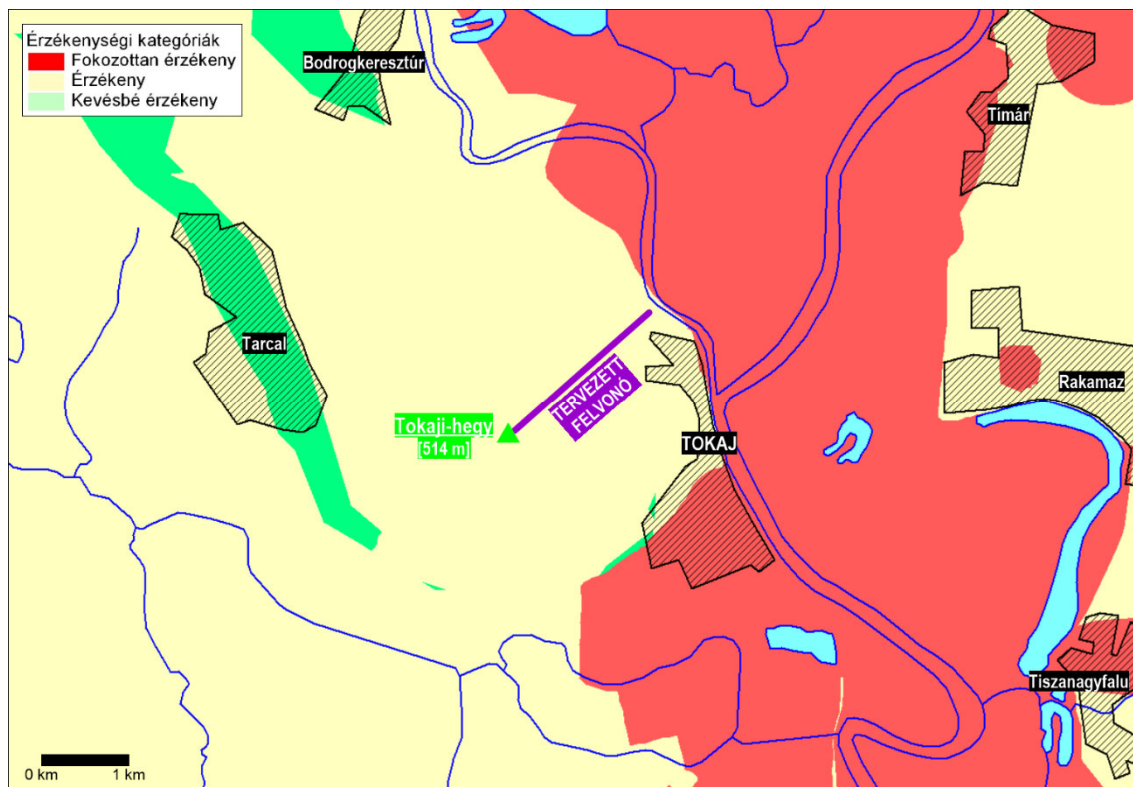 Érzékenységi kategóriák
Fokozottan érzékeny
Érzékeny
Kevésbé érzékeny
Bodrogkeresztúr
Tímár
Tarcal
Rakamaz
TERVEZETT
FELVONÓ
Tokaji-hegy
[514 m]
TOKAJ
Tiszanagyfalu
0 km 1 km